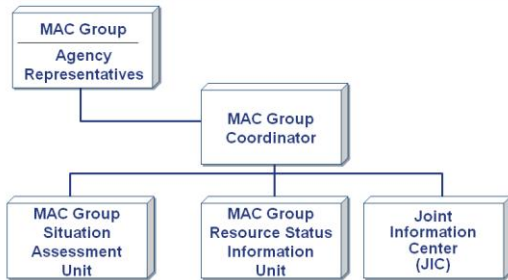 MAC Group
Agency
Representatives
MAC Group
Coordinator
MAC Group
Situation
Assessment
Unit
MAC Group
Resource Status
Information
Unit
Joint
Information
Center
(JIC)